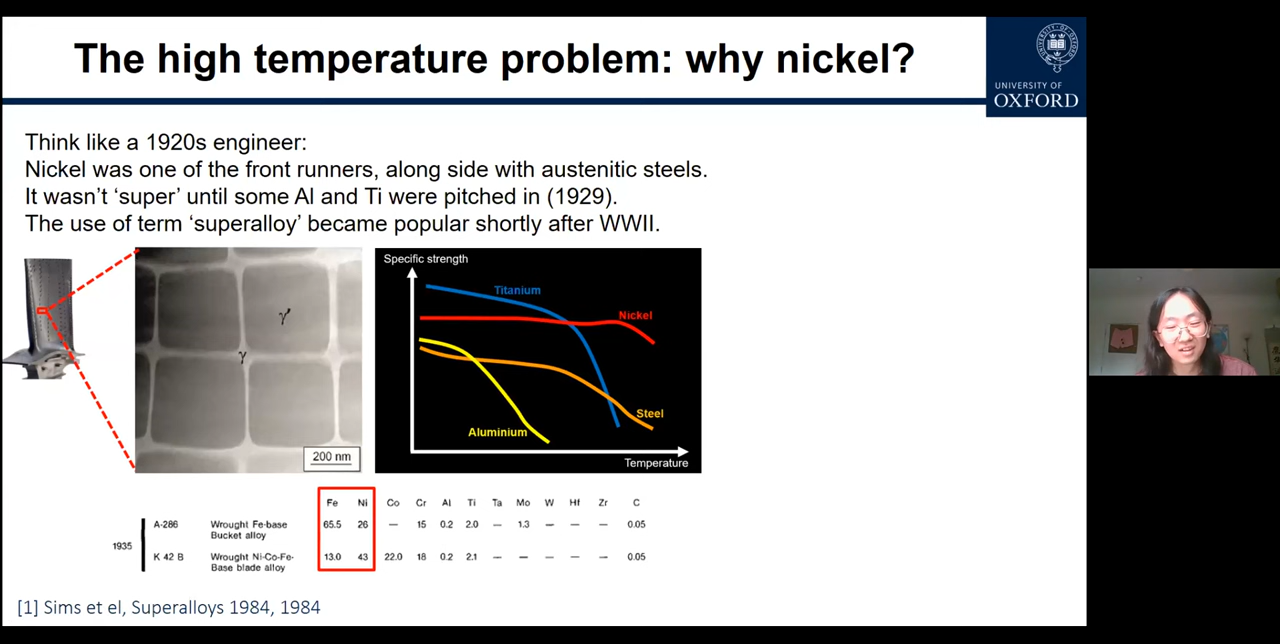 The high temperature problem: why nickel?
UNIVERSITY OF
OXFORD
Think like a 1920s engineer:
Nickel was one of the front runners, along side with austenitic steels.
It wasn't 'super' until some Al and Ti were pitched in (1929).
The use of term 'superalloy' became popular shortly after WWII.
γ'
γ
200 nm
Specific strength
Titanium
Nickel
Steel
Aluminium
Temperature
Fe Ni Co Cr Al Ti Ta Mo W Hf Zr C
1935
A-286 Wrought Fe-base 65.5 26 — 15 0.2 2.0 — 1.3 — — — 0.05
Bucket alloy
K 42 B Wrought Ni-Co-Fe- 13.0 43 22.0 18 0.2 2.1 — — — — — 0.05
Base blade alloy
[1] Sims et el, Superalloys 1984, 1984